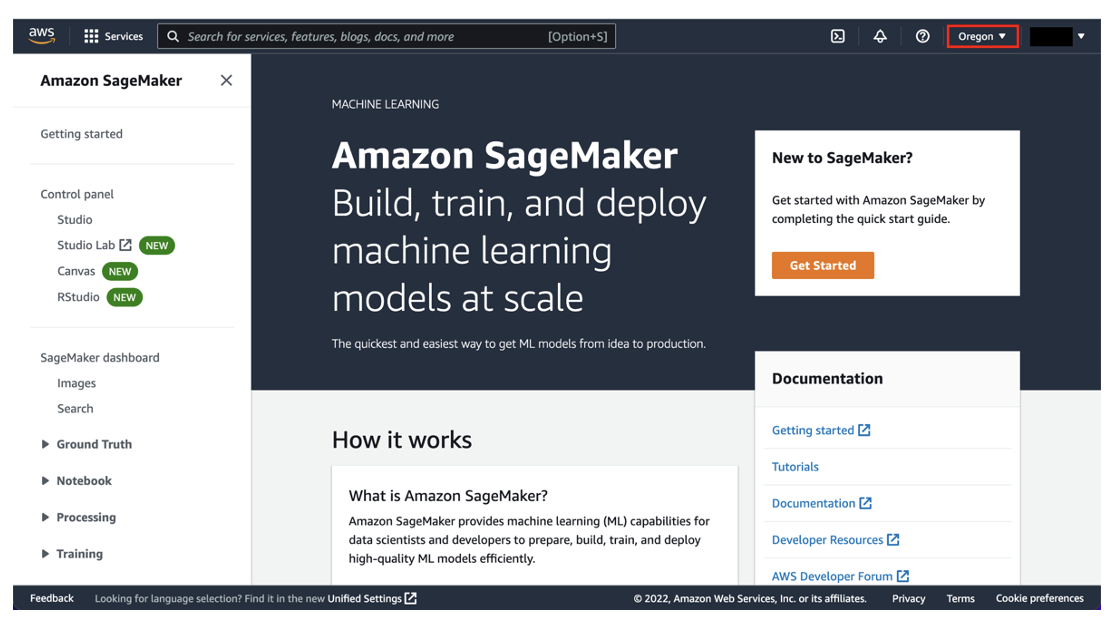 aws
Services
Search for services, features, blogs, docs, and more
[Option+S]
Oregon
Amazon SageMaker
Getting started
Control panel
Studio
Studio Lab NEW
Canvas NEW
RStudio NEW
SageMaker dashboard
Images
Search
Ground Truth
Notebook
Processing
Training
MACHINE LEARNING
Amazon SageMaker
Build, train, and deploy
machine learning
models at scale
The quickest and easiest way to get ML models from idea to production.
New to SageMaker?
Get started with Amazon SageMaker by
completing the quick start guide.
Get Started
How it works
What is Amazon SageMaker?
Amazon SageMaker provides machine learning (ML) capabilities for
data scientists and developers to prepare, build, train, and deploy
high-quality ML models efficiently.
Documentation
Getting started
Tutorials
Documentation
Developer Resources
AWS Developer Forum
Feedback
Looking for language selection? Find it in the new Unified Settings
© 2022, Amazon Web Services, Inc. or its affiliates.
Privacy
Terms
Cookie preferences